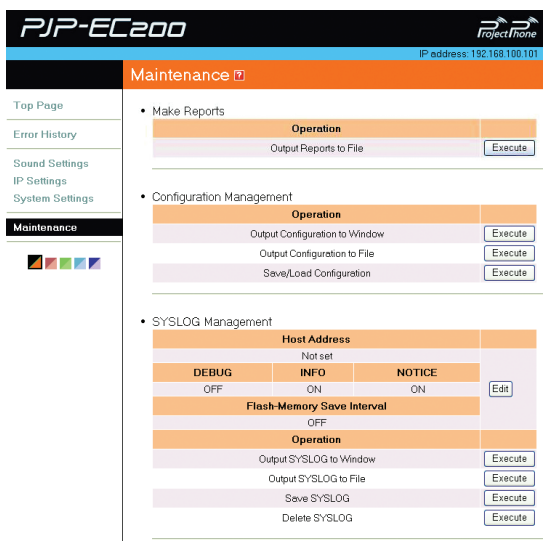 PJP-EC200
Projectphone
IP address: 192.168.100.101
Maintenance ?
Top Page
Error History
Sound Settings
IP Settings
System Settings
Maintenance
• Make Reports
Operation
Output Reports to File Execute
• Configuration Management
Operation
Output Configuration to Window Execute
Output Configuration to File Execute
Save/Load Configuration Execute
• SYSLOG Management
Host Address
Not set
DEBUG INFO NOTICE
OFF ON ON Edit
Flash-Memory Save Interval
OFF
Operation
Output SYSLOG to Window Execute
Output SYSLOG to File Execute
Save SYSLOG Execute
Delete SYSLOG Execute